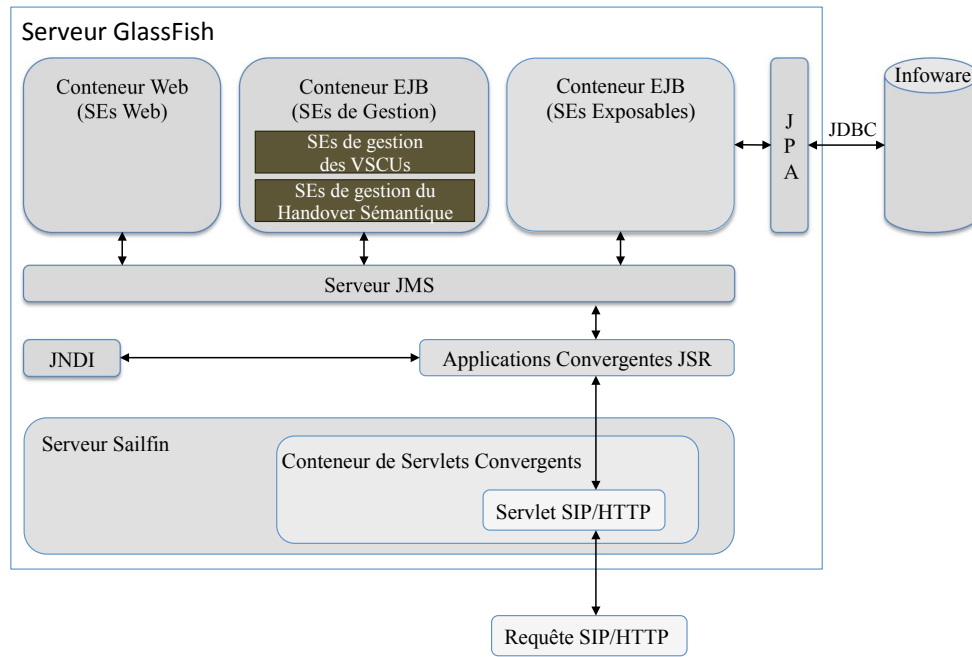 Serveur GlassFish
Conteneur Web
(SEs Web)
Conteneur EJB
(SEs de Gestion)
SEs de gestion
des VSCUs
SEs de gestion du
Handover Sémantique
Conteneur EJB
(SEs Exposables)
J
P
A
JDBC
Infoware
Serveur JMS
JNDI
Applications Convergentes JSR
Serveur Sailfin
Conteneur de Servlets Convergents
Servlet SIP/HTTP
Requête SIP/HTTP